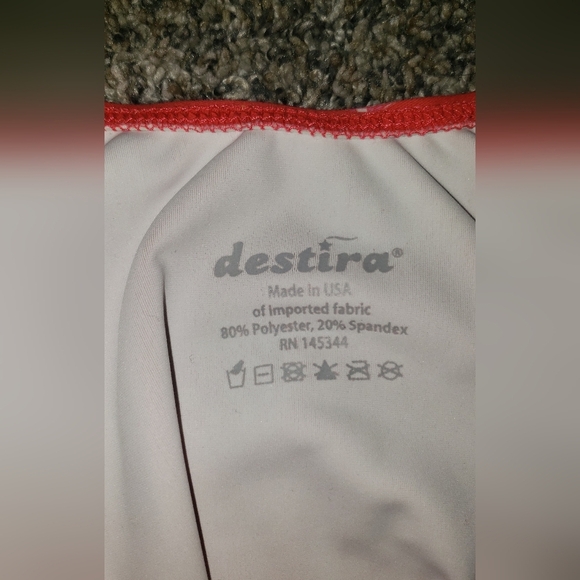 destira®
Made in USA
of imported fabric
80% Polyester, 20% Spandex
RN 145344